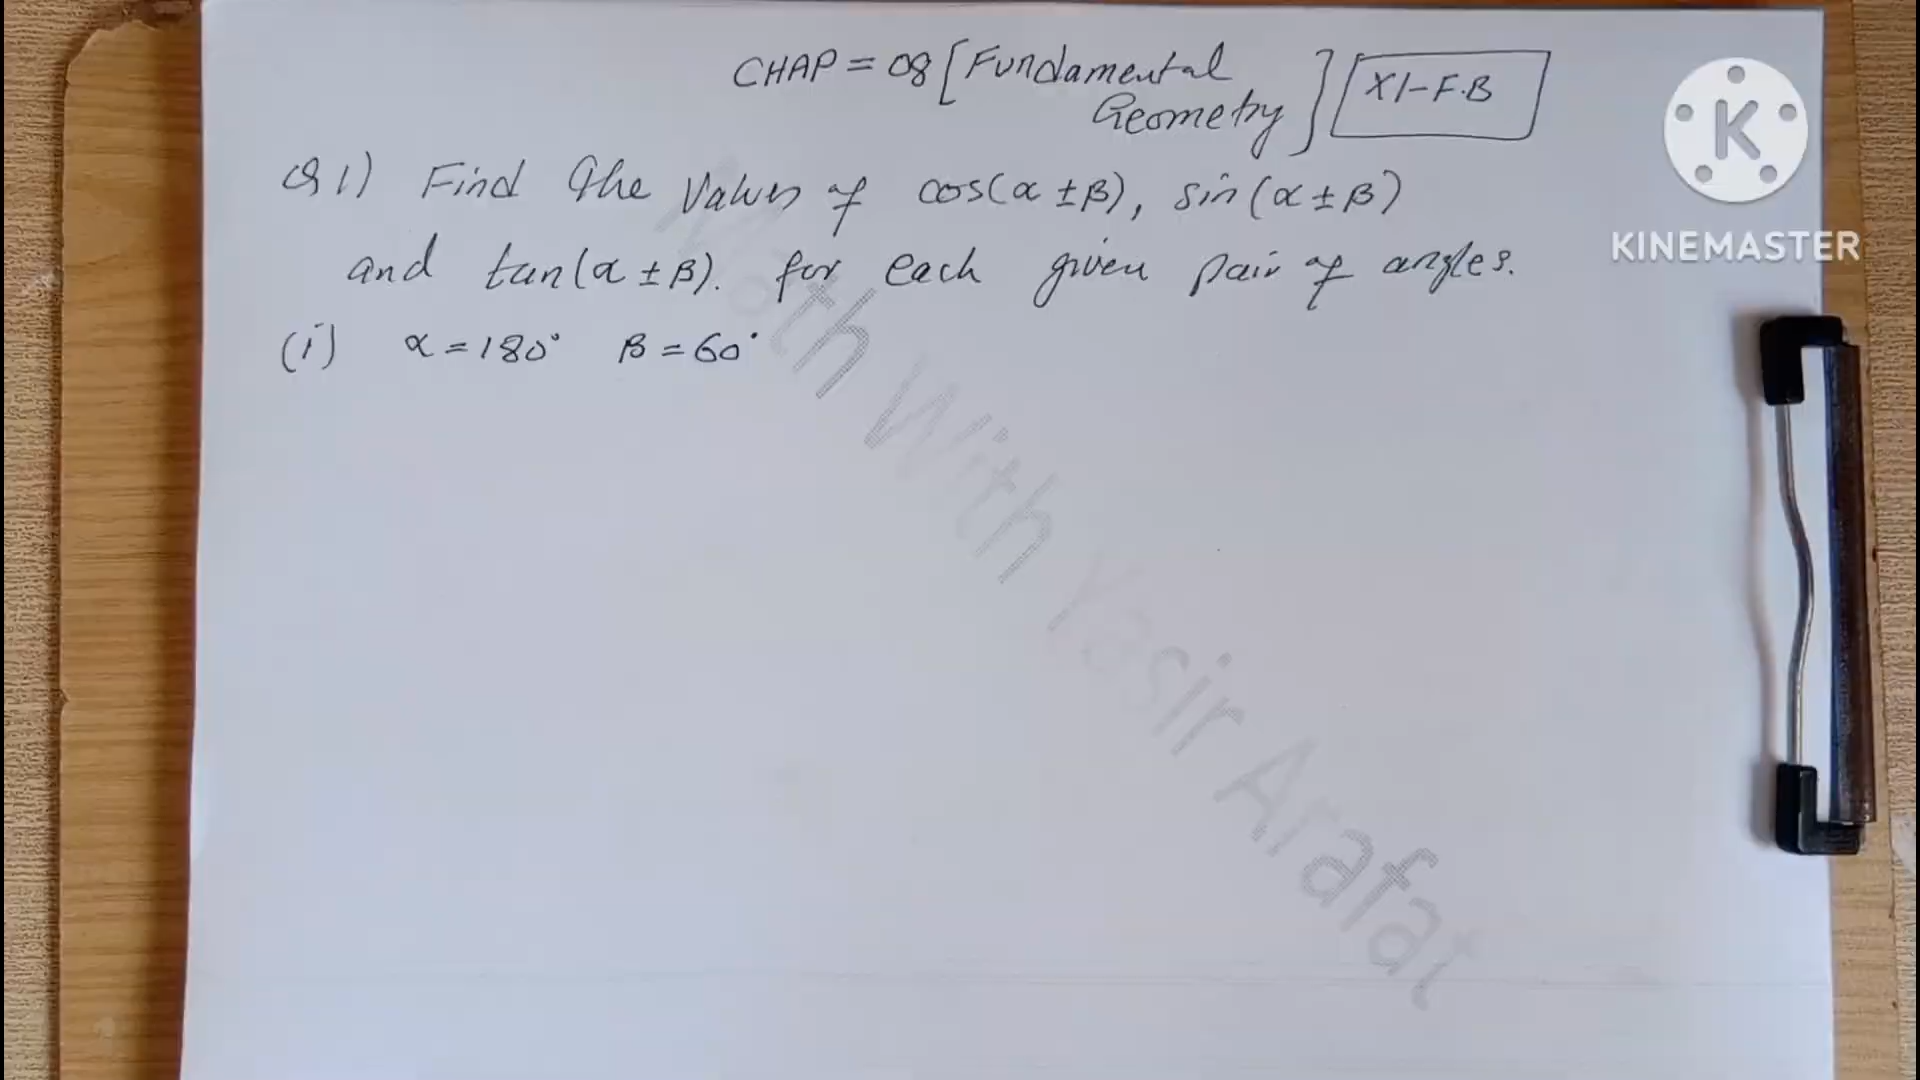 CHAP = 08 [Fundamental Geometry] XI-F.B
Q1) Find the values of cos(α ± β), sin(α ± β)
and tan(α ± β). for each given pair of angles.
(i) α = 180° β = 60°
K
KINEMASTER
Math With Yasir Arafat